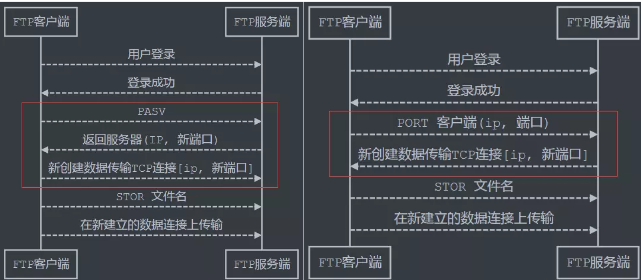 FTP客户端
FTP服务端
用户登录
登录成功
PASV
返回服务器(IP, 新端口)
新创建数据传输TCP连接[ip, 新端口]
STOR 文件名
在新建立的数据连接上传输
FTP客户端
FTP服务端
FTP客户端
FTP服务端
用户登录
登录成功
PORT 客户端(ip, 端口)
新创建数据传输TCP连接[ip, 新端口]
STOR 文件名
在新建立的数据连接上传输
FTP客户端
FTP服务端